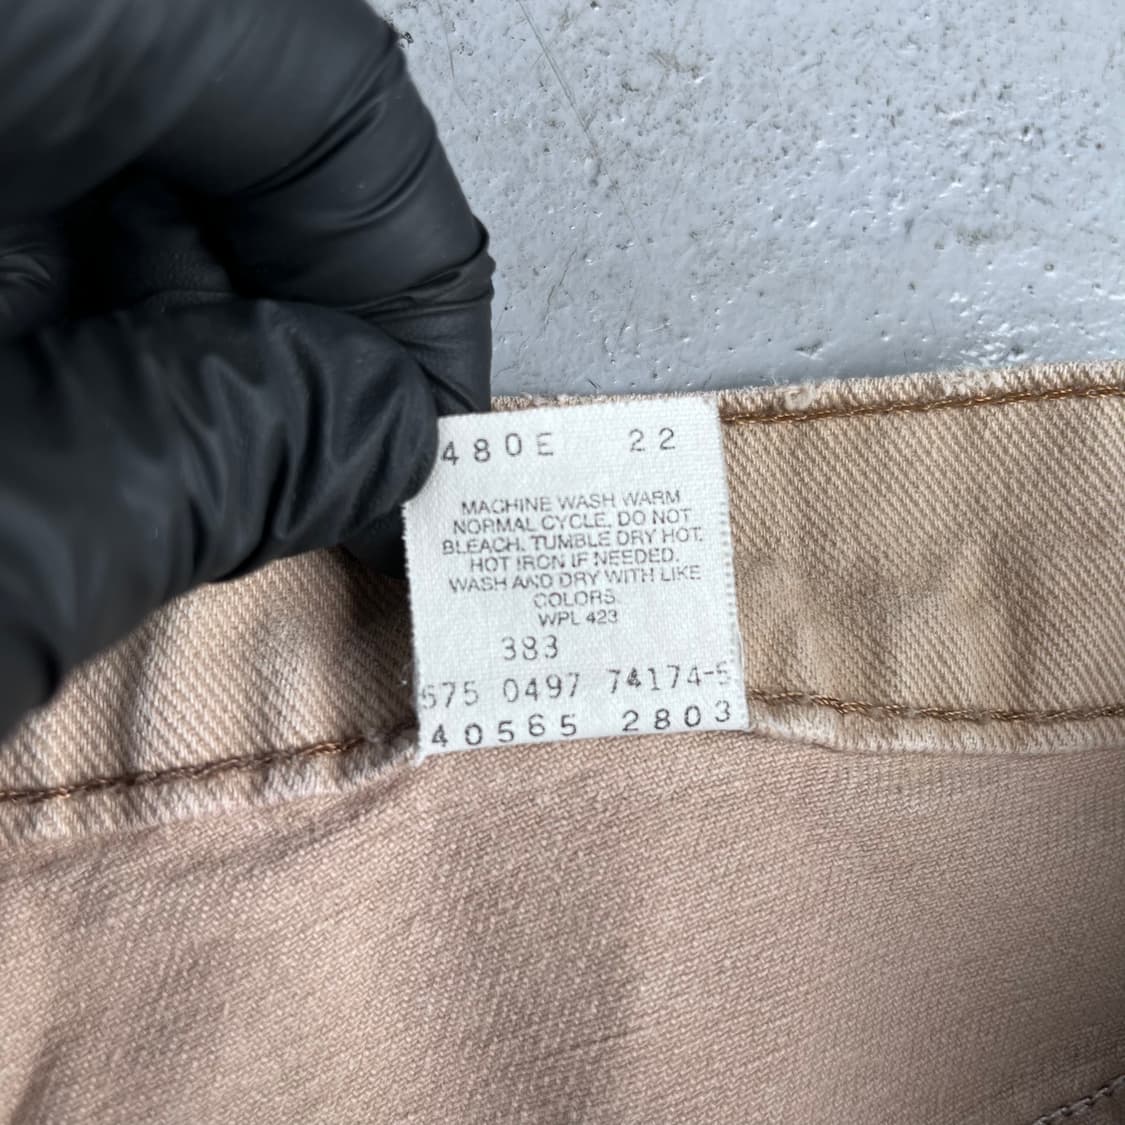 480E 22
MACHINE WASH WARM
NORMAL CYCLE. DO NOT
BLEACH. TUMBLE DRY HOT.
HOT IRON IF NEEDED.
WASH AND DRY WITH LIKE
COLORS.
WPL 423
383
575 0497 74174-5
40565 2803